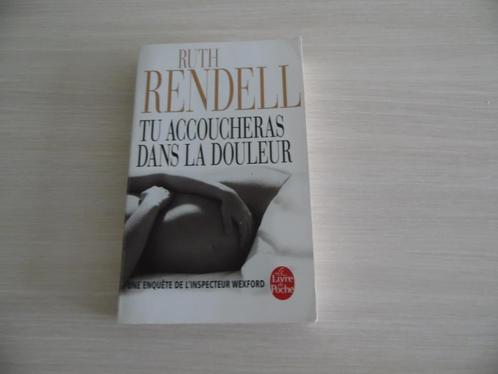 RUTH
RENDELL
TU ACCOUCHERAS
DANS LA DOULEUR
UNE ENQUÊTE DE L'INSPECTEUR WEXFORD
Le
Livre
de
Poche